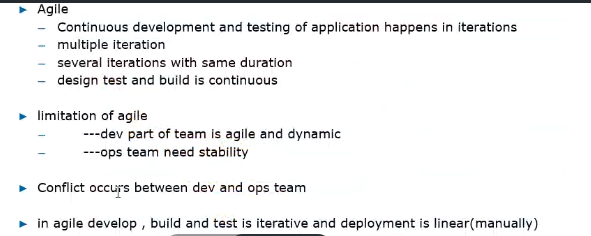 ► Agile
– Continuous development and testing of application happens in iterations
– multiple iteration
– several iterations with same duration
– design test and build is continuous
► limitation of agile
– ---dev part of team is agile and dynamic
– ---ops team need stability
► Conflict occurs between dev and ops team
► in agile develop , build and test is iterative and deployment is linear(manually)